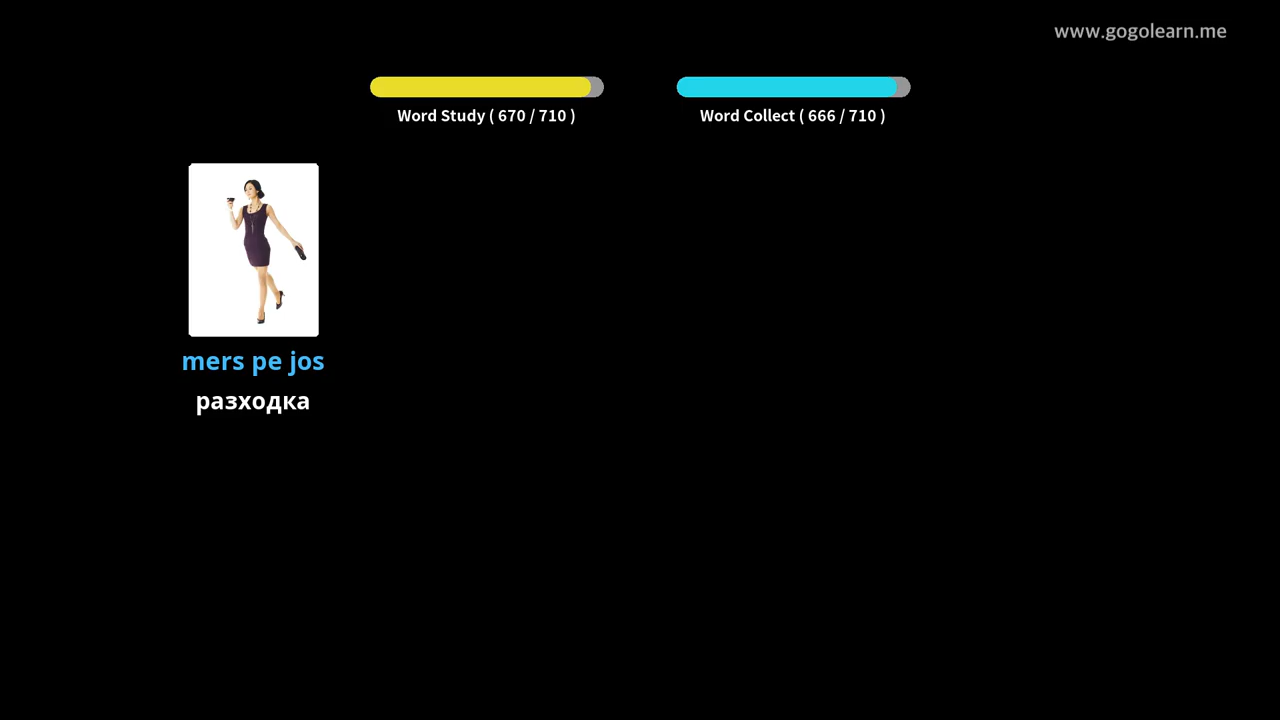 www.gogolearn.me
Word Study ( 670 / 710 )
Word Collect ( 666 / 710 )
mers pe jos
разходка